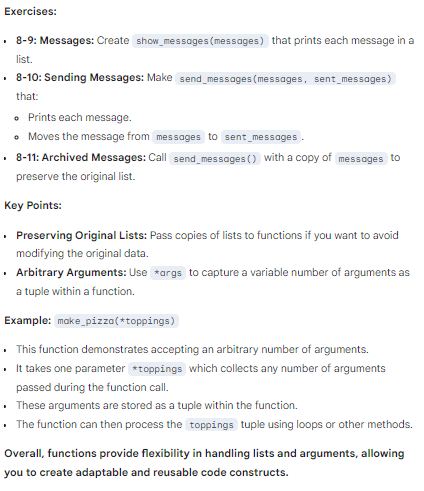 Exercises:
• 8-9: Messages: Create show_messages(messages) that prints each message in a
list.
• 8-10: Sending Messages: Make send_messages(messages, sent_messages)
that:
○ Prints each message.
○ Moves the message from messages to sent_messages.
• 8-11: Archived Messages: Call send_messages() with a copy of messages to
preserve the original list.
Key Points:
• Preserving Original Lists: Pass copies of lists to functions if you want to avoid
modifying the original data.
• Arbitrary Arguments: Use *args to capture a variable number of arguments as
a tuple within a function.
Example: make_pizza(*toppings)
• This function demonstrates accepting an arbitrary number of arguments.
• It takes one parameter *toppings which collects any number of arguments
passed during the function call.
• These arguments are stored as a tuple within the function.
• The function can then process the toppings tuple using loops or other methods.
Overall, functions provide flexibility in handling lists and arguments, allowing
you to create adaptable and reusable code constructs.